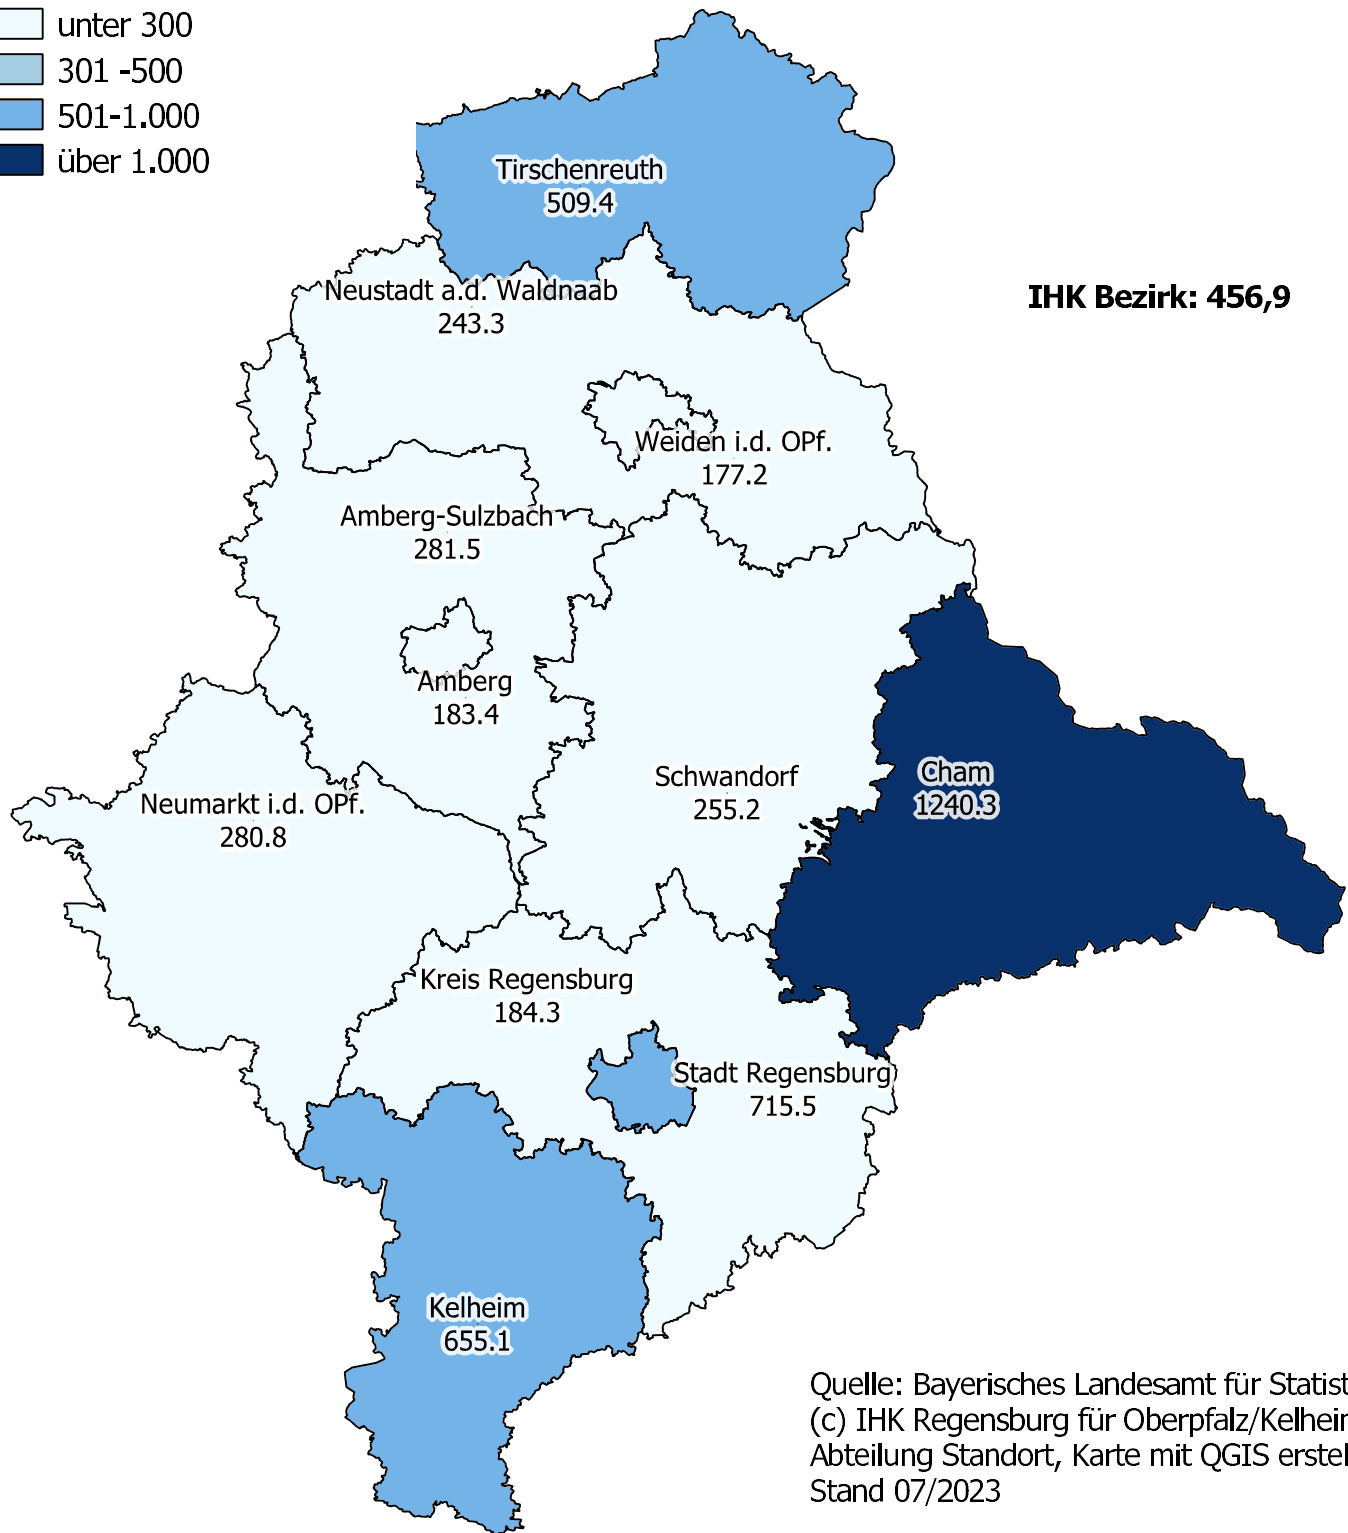 unter 300
301 -500
501-1.000
über 1.000
Tirschenreuth
509.4
Neustadt a.d. Waldnaab
243.3
IHK Bezirk: 456,9
Weiden i.d. OPf.
177.2
Amberg-Sulzbach
281.5
Amberg
183.4
Schwandorf
255.2
Cham
1240.3
Neumarkt i.d. OPf.
280.8
Kreis Regensburg
184.3
Stadt Regensburg
715.5
Kelheim
655.1
Quelle: Bayerisches Landesamt für Statist
(c) IHK Regensburg für Oberpfalz/Kelheim
Abteilung Standort, Karte mit QGIS erstel
Stand 07/2023